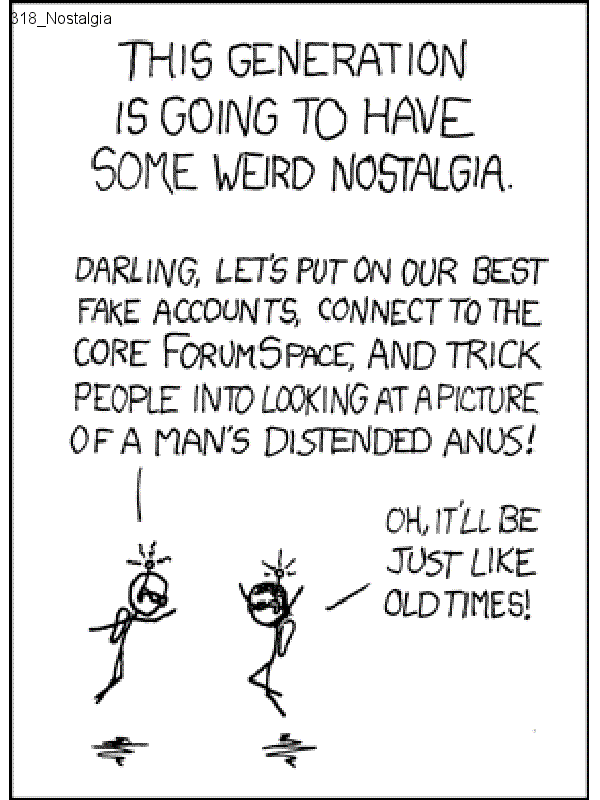 318_Nostalgia
THIS GENERATION
IS GOING TO HAVE
SOME WEIRD NOSTALGIA.
DARLING, LET'S PUT ON OUR BEST
FAKE ACCOUNTS, CONNECT TO THE
CORE FORUMSPACE, AND TRICK
PEOPLE INTO LOOKING AT A PICTURE
OF A MAN'S DISTENDED ANUS!
OH, IT'LL BE
JUST LIKE
OLD TIMES!